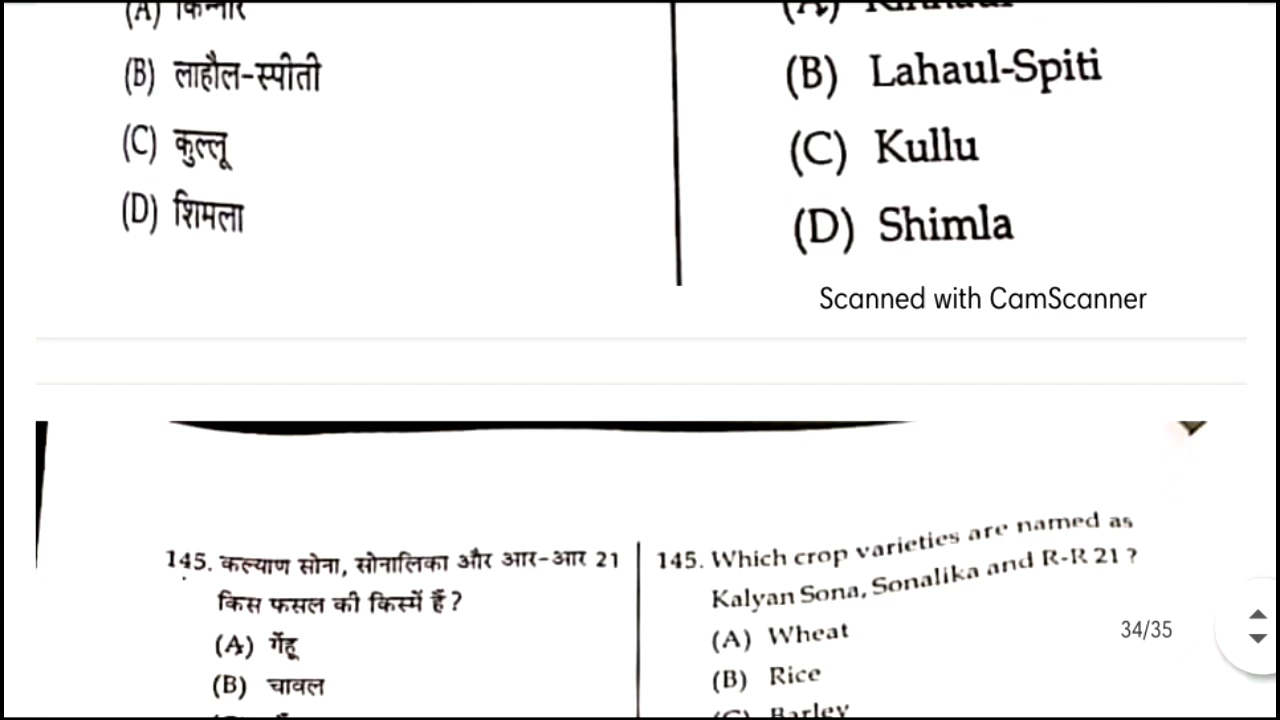 (A) किन्नौर
(B) लाहौल-स्पीती
(C) कुल्लू
(D) शिमला
(A) Kinnaur
(B) Lahaul-Spiti
(C) Kullu
(D) Shimla
Scanned with CamScanner
145. कल्याण सोना, सोनालिका और आर-आर 21
किस फसल की किस्में हैं ?
(A) गेंहू
(B) चावल
145. Which crop varieties are named as
Kalyan Sona, Sonalika and R-R 21 ?
(A) Wheat
(B) Rice
(C) Barley
34/35